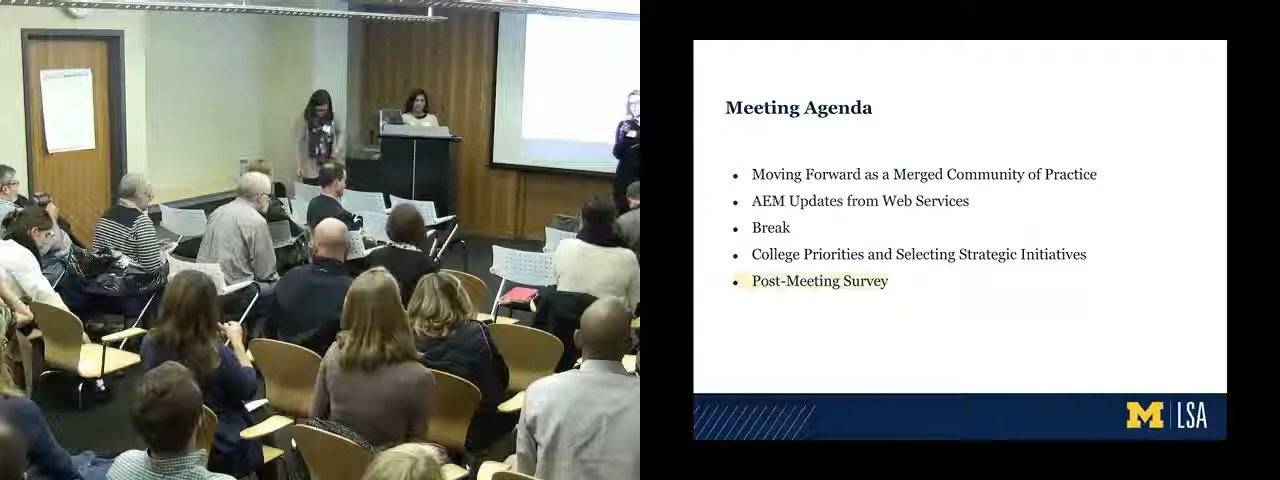 Meeting Agenda
• Moving Forward as a Merged Community of Practice
• AEM Updates from Web Services
• Break
• College Priorities and Selecting Strategic Initiatives
• Post-Meeting Survey
M | LSA